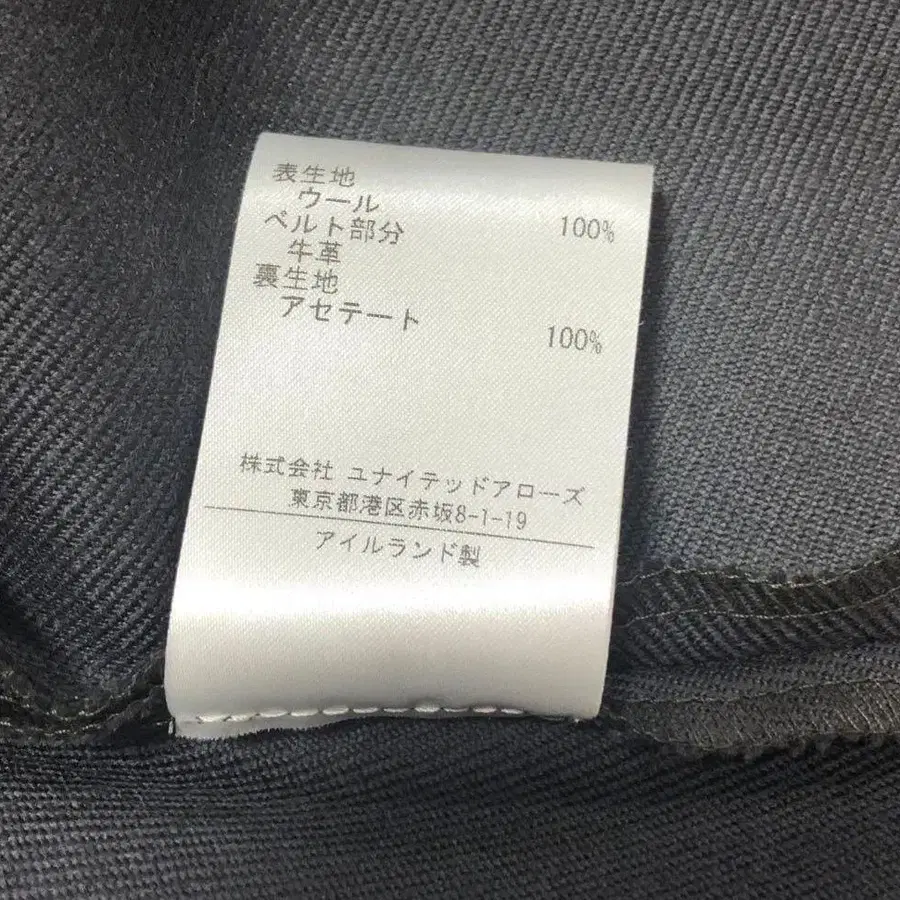 表生地
ウール 100%
ベルト部分
牛革
裏生地
アセテート 100%
株式会社 ユナイテッドアローズ
東京都港区赤坂8-1-19
アイルランド製